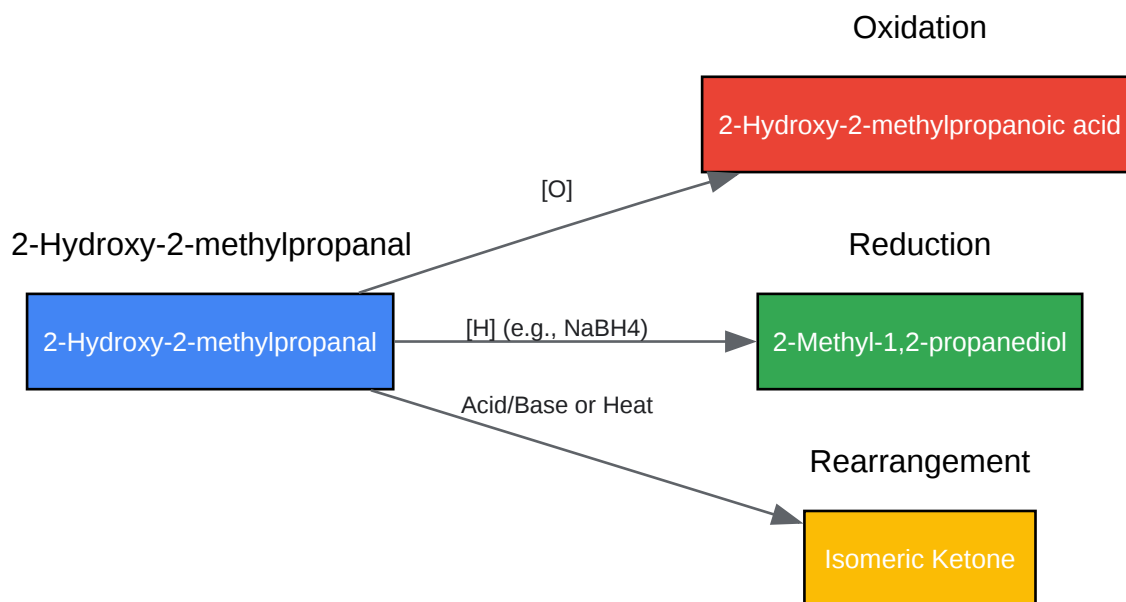 Oxidation
2-Hydroxy-2-methylpropanoic acid
[O]
2-Hydroxy-2-methylpropanal
Reduction
2-Hydroxy-2-methylpropanal
[H] (e.g., NaBH4)
2-Methyl-1,2-propanediol
Acid/Base or Heat
Rearrangement
Isomeric Ketone